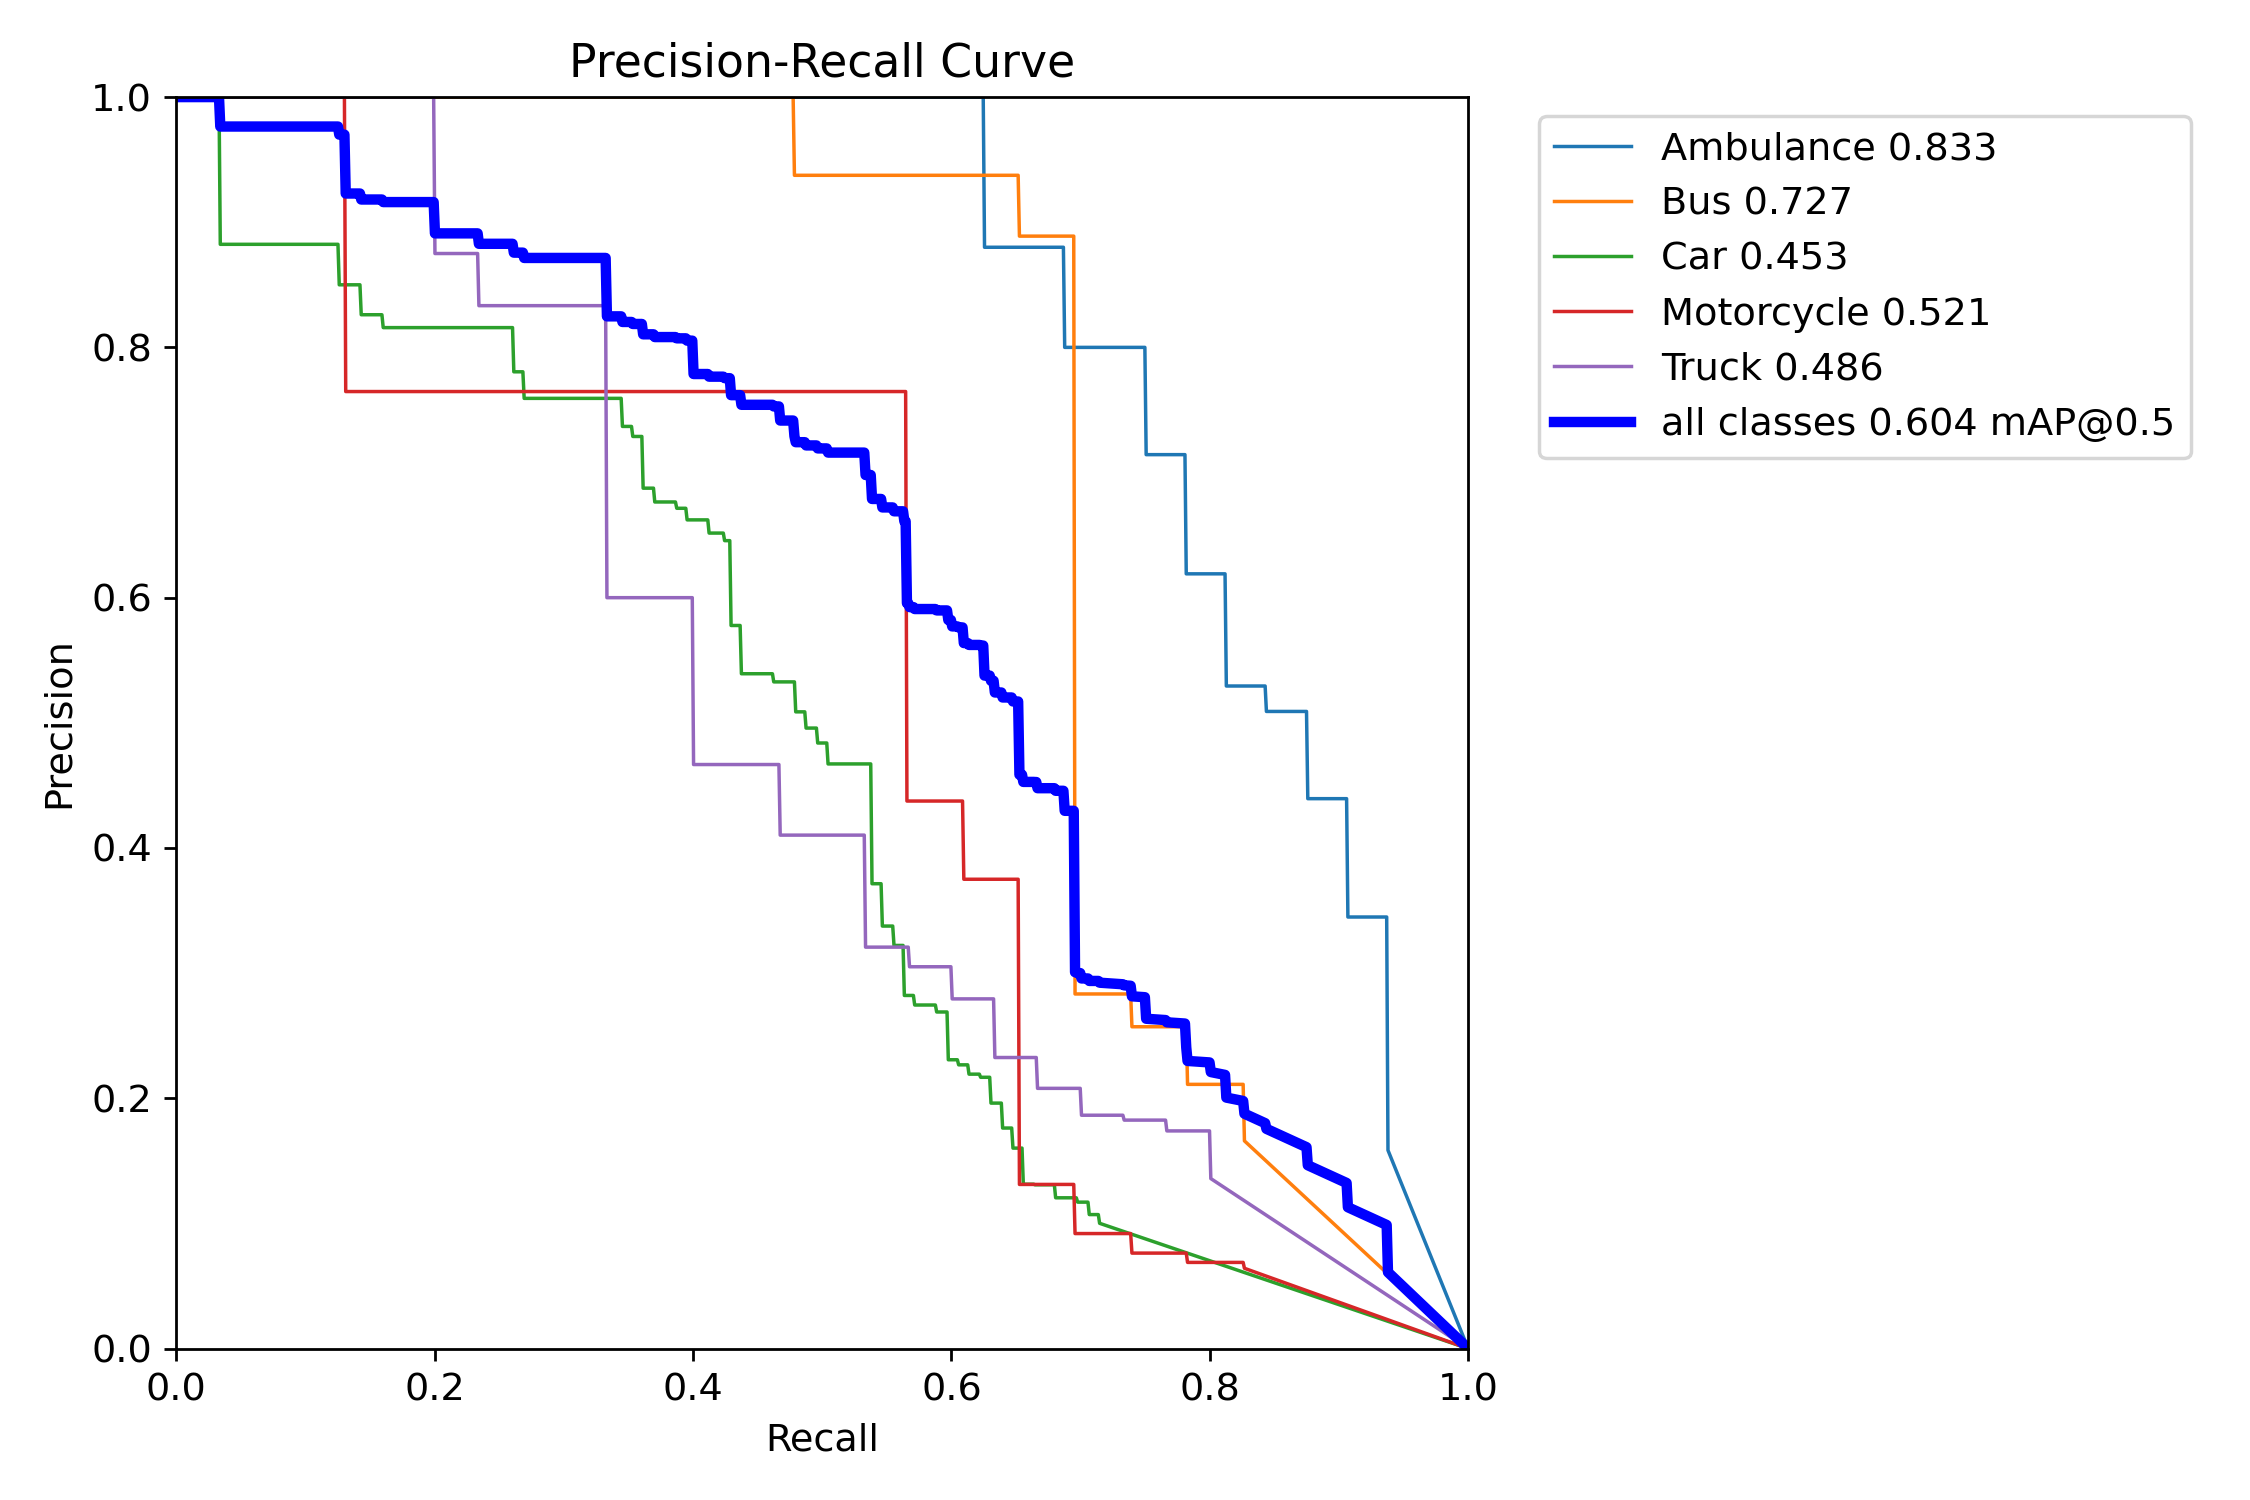 Precision-Recall Curve
1.0
0.8
0.6
0.4
0.2
0.0
Precision
0.0 0.2 0.4 0.6 0.8 1.0
Recall
Ambulance 0.833
Bus 0.727
Car 0.453
Motorcycle 0.521
Truck 0.486
all classes 0.604 mAP@0.5